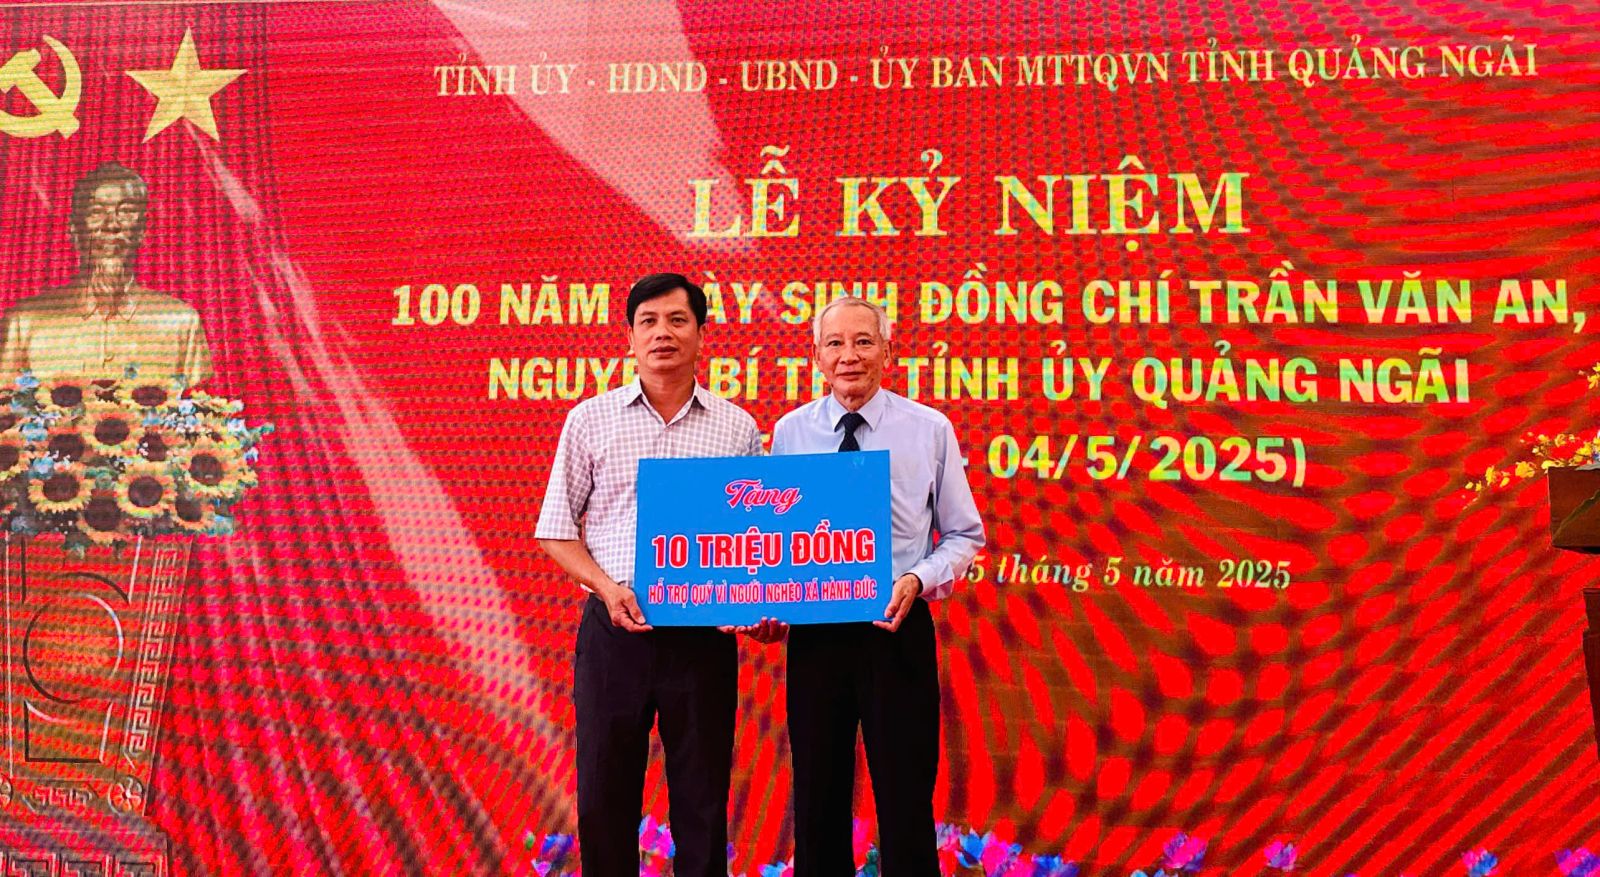 TỈNH ỦY - HDND - UBND - ỦY BAN MTTQVN TỈNH QUẢNG NGÃI
LỄ KỶ NIỆM
100 NĂM SINH ĐỒNG CHÍ TRẦN VĂN AN,
BÍ TỈNH ỦY QUẢNG NGÃI
- 04/5/2025)
tháng 5 năm 2025
Tặng
10 TRIỆU ĐỒNG
HỖ TRỢ QUỸ VÌ NGƯỜI NGHÈO XÃ HÀNH ĐỨC